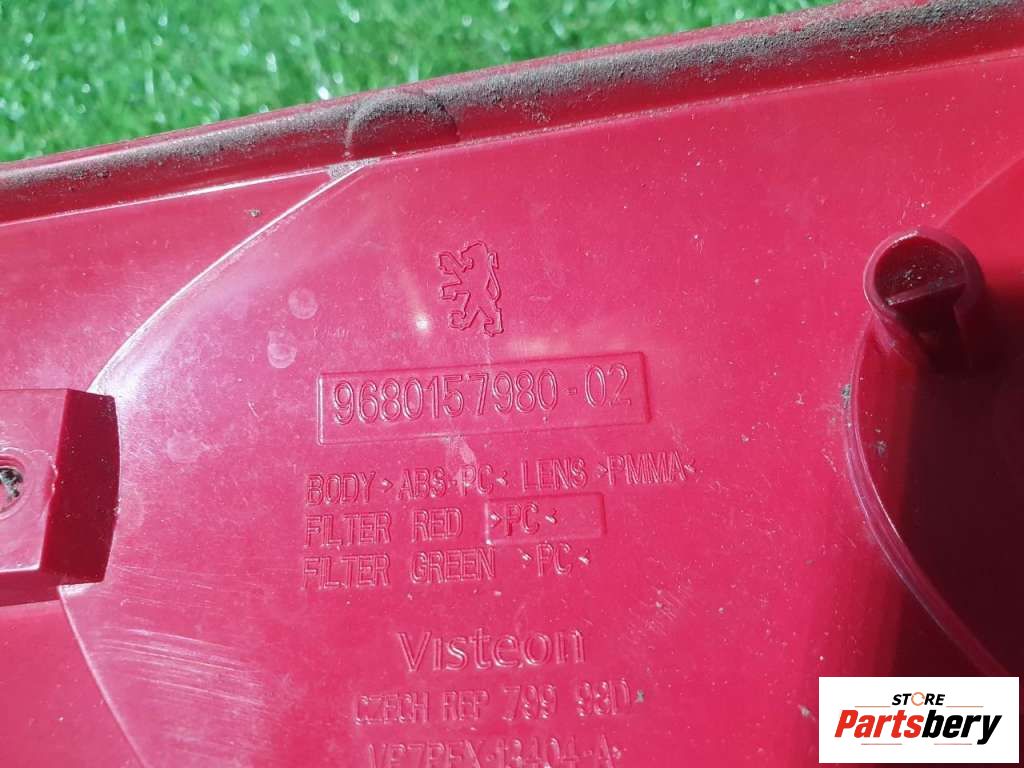 9680157980-02
BODY >ABS+PC< LENS >PMMA<
FILTER RED >PC<
FILTER GREEN >PC<
Visteon
CZECH REP 799 93D
STORE
Partsbery